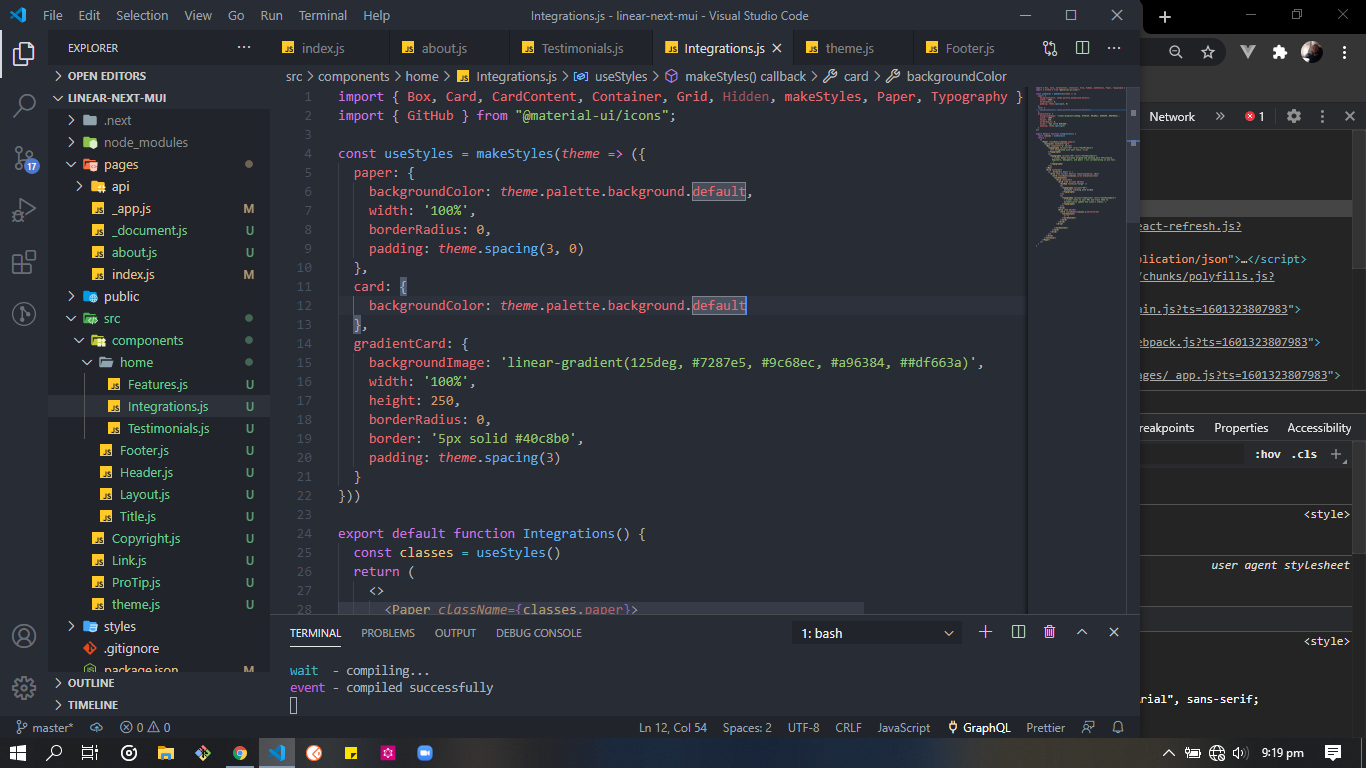 File Edit Selection View Go Run Terminal Help
Integrations.js - linear-next-mui - Visual Studio Code
EXPLORER
OPEN EDITORS
LINEAR-NEXT-MUI
.next
node_modules
pages
api
_app.js M
_document.js U
about.js U
index.js M
public
src
components
home
Features.js U
Integrations.js U
Testimonials.js U
Footer.js U
Header.js U
Layout.js U
Title.js U
Copyright.js U
Link.js U
ProTip.js U
theme.js U
styles
.gitignore
package.json M
OUTLINE
TIMELINE
17
index.js about.js Testimonials.js Integrations.js theme.js Footer.js
src > components > home > Integrations.js > useStyles > makeStyles() callback > card > backgroundColor
1 import { Box, Card, CardContent, Container, Grid, Hidden, makeStyles, Paper, Typography }
2 import { GitHub } from "@material-ui/icons";
3
4 const useStyles = makeStyles(theme => ({
5 paper: {
6 backgroundColor: theme.palette.background.default,
7 width: '100%',
8 borderRadius: 0,
9 padding: theme.spacing(3, 0)
10 },
11 card: {
12 backgroundColor: theme.palette.background.default
13 },
14 gradientCard: {
15 backgroundImage: 'linear-gradient(125deg, #7287e5, #9c68ec, #a96384, ##df663a)',
16 width: '100%',
17 height: 250,
18 borderRadius: 0,
19 border: '5px solid #40c8b0',
20 padding: theme.spacing(3)
21 }
22 }))
23
24 export default function Integrations() {
25 const classes = useStyles()
26 return (
27 <>
28 <Paper className={classes.paper}>
TERMINAL PROBLEMS OUTPUT DEBUG CONSOLE
1: bash
wait - compiling...
event - compiled successfully
master* 0 0
Ln 12, Col 54 Spaces: 2 UTF-8 CRLF JavaScript GraphQL Prettier
Network 1
eact-refresh.js?
lication/json">…</script>
/chunks/polyfills.js?
ain.js?ts=1601323807983">
ebpack.js?ts=1601323807983">
ages/_app.js?ts=1601323807983">
reakpoints Properties Accessibility
:hov .cls
<style>
user agent stylesheet
<style>
rial", sans-serif;
9:19 pm